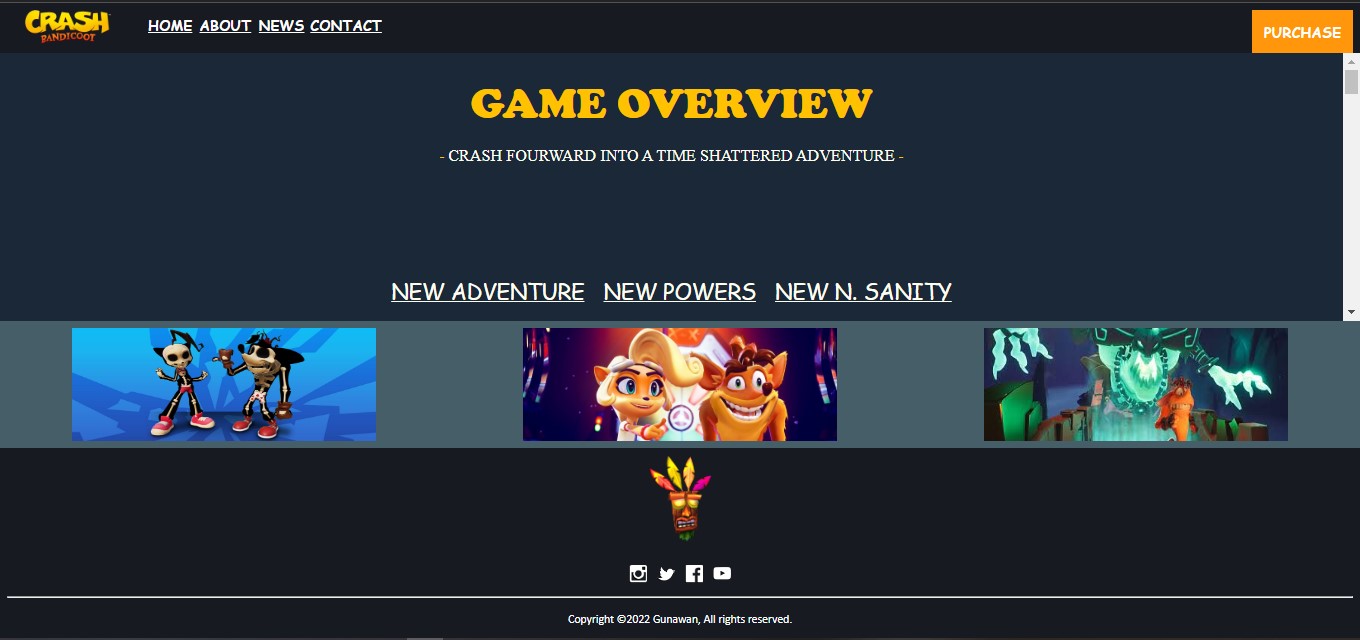 CRASH
BANDICOOT
HOME ABOUT NEWS CONTACT
PURCHASE
GAME OVERVIEW
- CRASH FOURWARD INTO A TIME SHATTERED ADVENTURE -
NEW ADVENTURE NEW POWERS NEW N. SANITY
Copyright ©2022 Gunawan, All rights reserved.